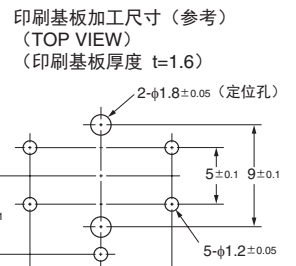 印刷基板加工尺寸（参考）
（TOP VIEW）
（印刷基板厚度 t=1.6）
2-φ1.8±0.05（定位孔）
5±0.1 9±0.1
5-φ1.2±0.05